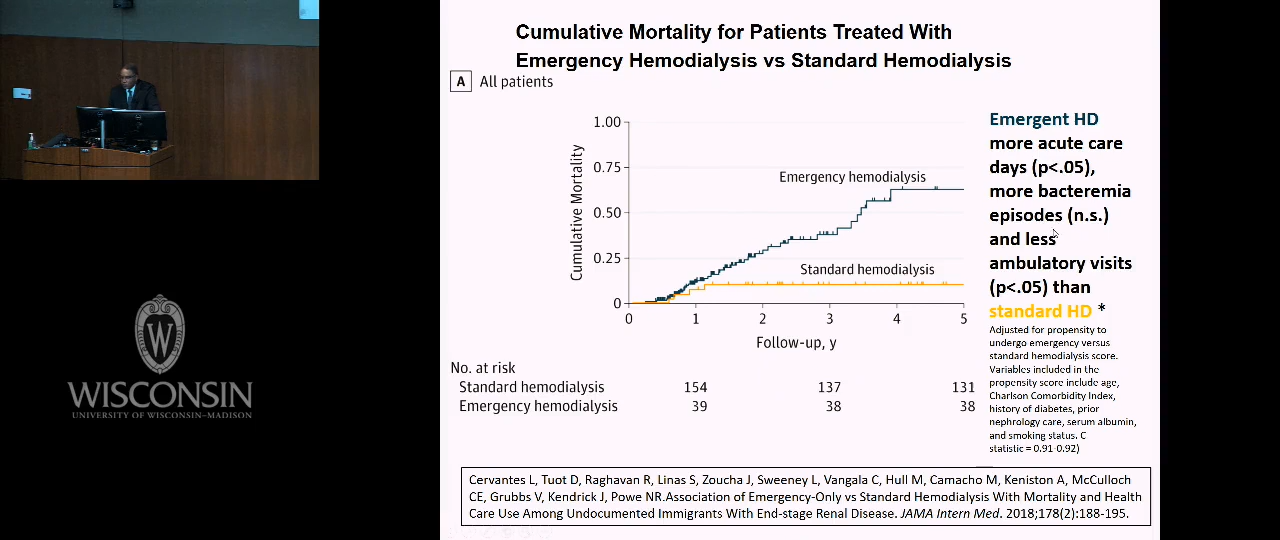 Cumulative Mortality for Patients Treated With
Emergency Hemodialysis vs Standard Hemodialysis
A All patients
1.00
0.75
0.50
0.25
0
Cumulative Mortality
Emergency hemodialysis
Standard hemodialysis
0 1 2 3 4 5
Follow-up, y
No. at risk
Standard hemodialysis 154 137 131
Emergency hemodialysis 39 38 38
Emergent HD
more acute care
days (p<.05),
more bacteremia
episodes (n.s.)
and less
ambulatory visits
(p<.05) than
standard HD *
Adjusted for propensity to
undergo emergency versus
standard hemodialysis score.
Variables included in the
propensity score include age,
Charlson Comorbidity Index,
history of diabetes, prior
nephrology care, serum albumin,
and smoking status. C
statistic = 0.91-0.92)
Cervantes L, Tuot D, Raghavan R, Linas S, Zoucha J, Sweeney L, Vangala C, Hull M, Camacho M, Keniston A, McCulloch
CE, Grubbs V, Kendrick J, Powe NR.Association of Emergency-Only vs Standard Hemodialysis With Mortality and Health
Care Use Among Undocumented Immigrants With End-stage Renal Disease. JAMA Intern Med. 2018;178(2):188-195.
W
WISCONSIN
UNIVERSITY OF WISCONSIN–MADISON